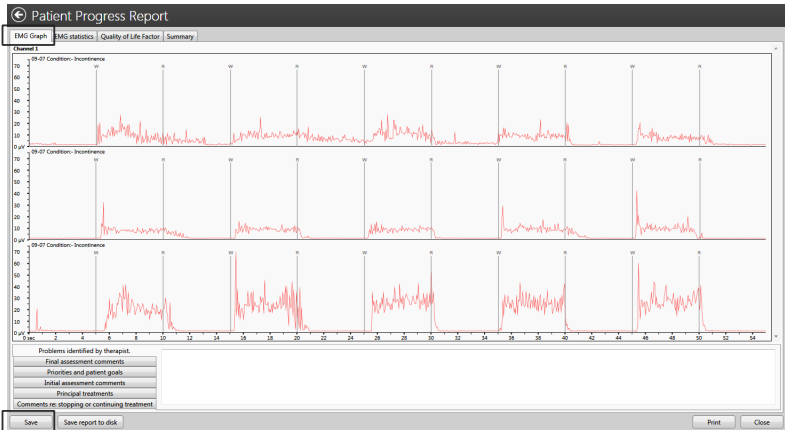 Patient Progress Report
EMG Graph EMG statistics Quality of Life Factor Summary
Channel 1
09-07 Condition:- Incontinence
W R W R W R W R W R
70
60
50
40
30
20
10
0 µV
09-07 Condition:- Incontinence
W R W R W R W R W R
70
60
50
40
30
20
10
0 µV
09-07 Condition:- Incontinence
W R W R W R W R W R
70
60
50
40
30
20
10
0 µV
0 sec 2 4 6 8 10 12 14 16 18 20 22 24 26 28 30 32 34 36 38 40 42 44 46 48 50 52 54
Problems identified by therapist.
Final assessment comments
Priorities and patient goals
Initial assessment comments
Principal treatments
Comments re: stopping or continuing treatment
Save Save report to disk Print Close